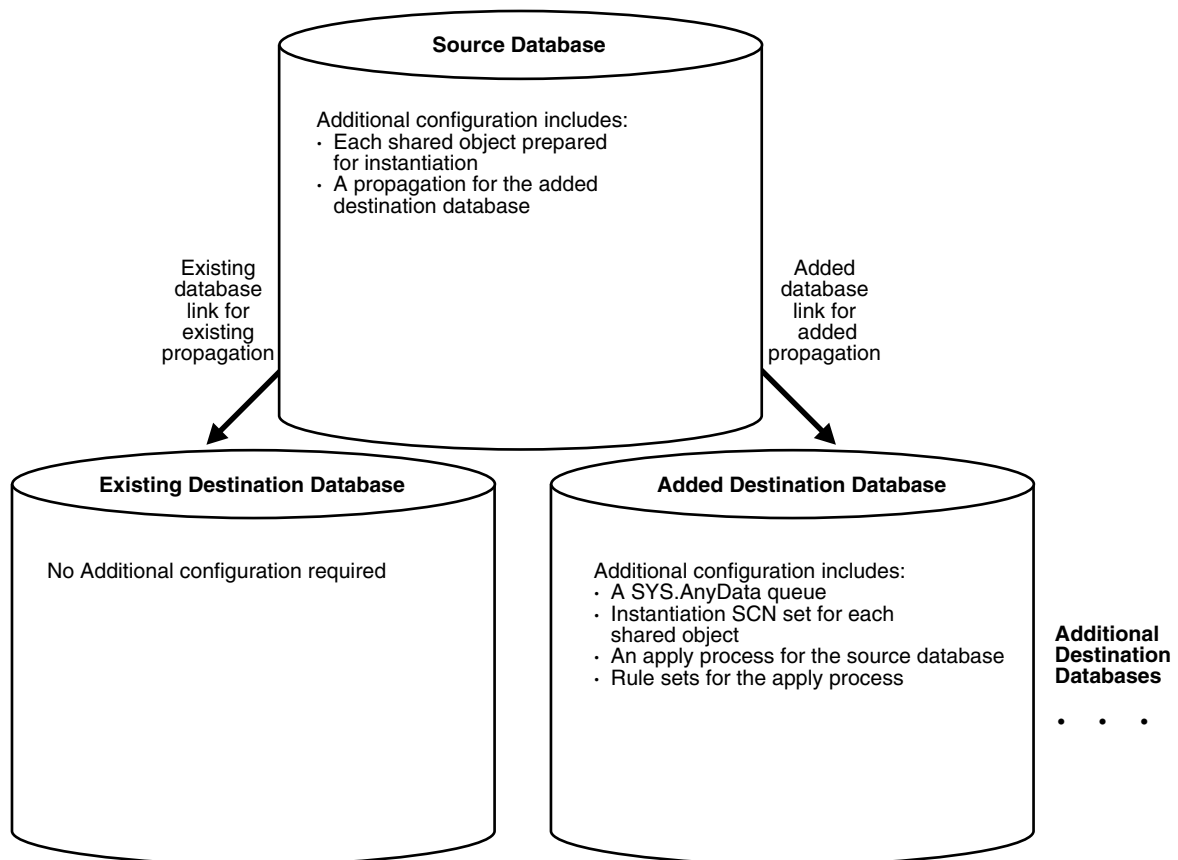 Source Database
Additional configuration includes:
· Each shared object prepared
for instantiation
· A propagation for the added
destination database
Existing
database
link for
existing
propagation
Added
database
link for
added
propagation
Existing Destination Database
No Additional configuration required
Added Destination Database
Additional configuration includes:
· A SYS.AnyData queue
· Instantiation SCN set for each
shared object
· An apply process for the source database
· Rule sets for the apply process
Additional
Destination
Databases
. . .